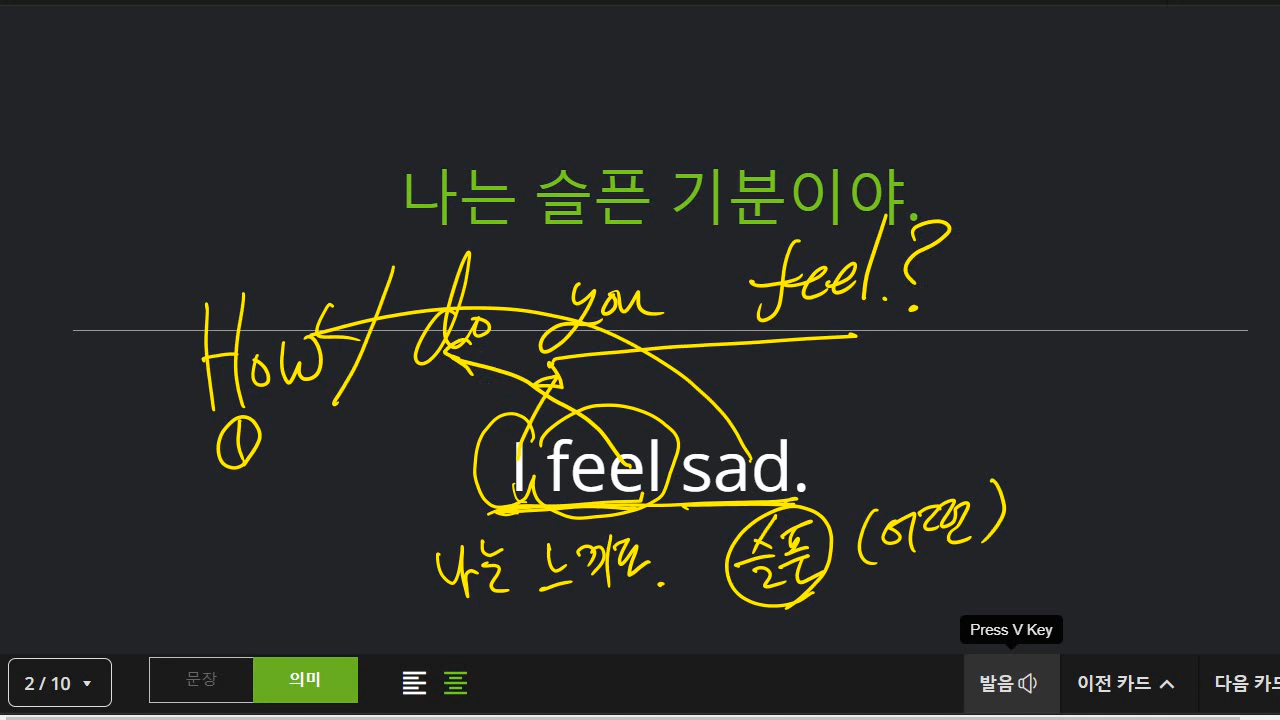 나는 슬픈 기분이야.
How / do you feel.?
①
I feel sad.
나는 느끼다. 슬픈 (어떤)
Press V Key
2 / 10 문장 의미 발음 이전 카드 다음 카드